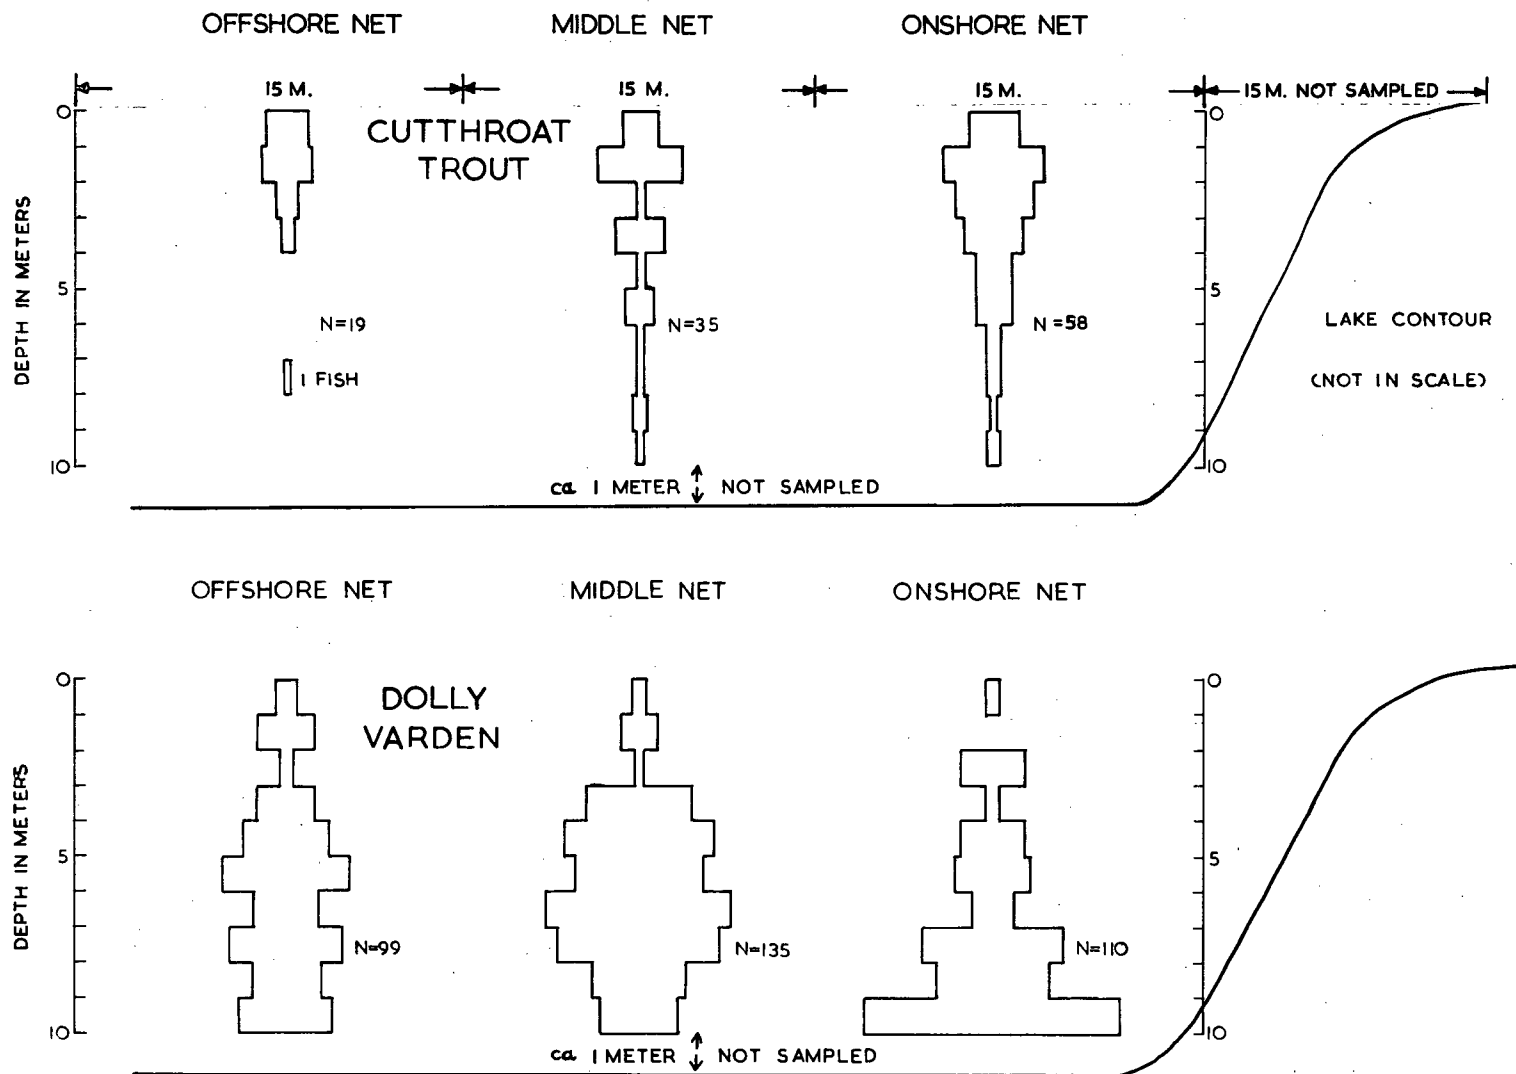 OFFSHORE NET MIDDLE NET ONSHORE NET
15 M. 15 M. 15 M. 15 M. NOT SAMPLED
0 0
CUTTHROAT
TROUT
DEPTH IN METERS
5 5
N=19 N=35 N=58
LAKE CONTOUR
1 FISH
(NOT IN SCALE)
10 10
ca 1 METER NOT SAMPLED
OFFSHORE NET MIDDLE NET ONSHORE NET
0 0
DOLLY
VARDEN
DEPTH IN METERS
5 5
N=99 N=135 N=110
10 10
ca 1 METER NOT SAMPLED